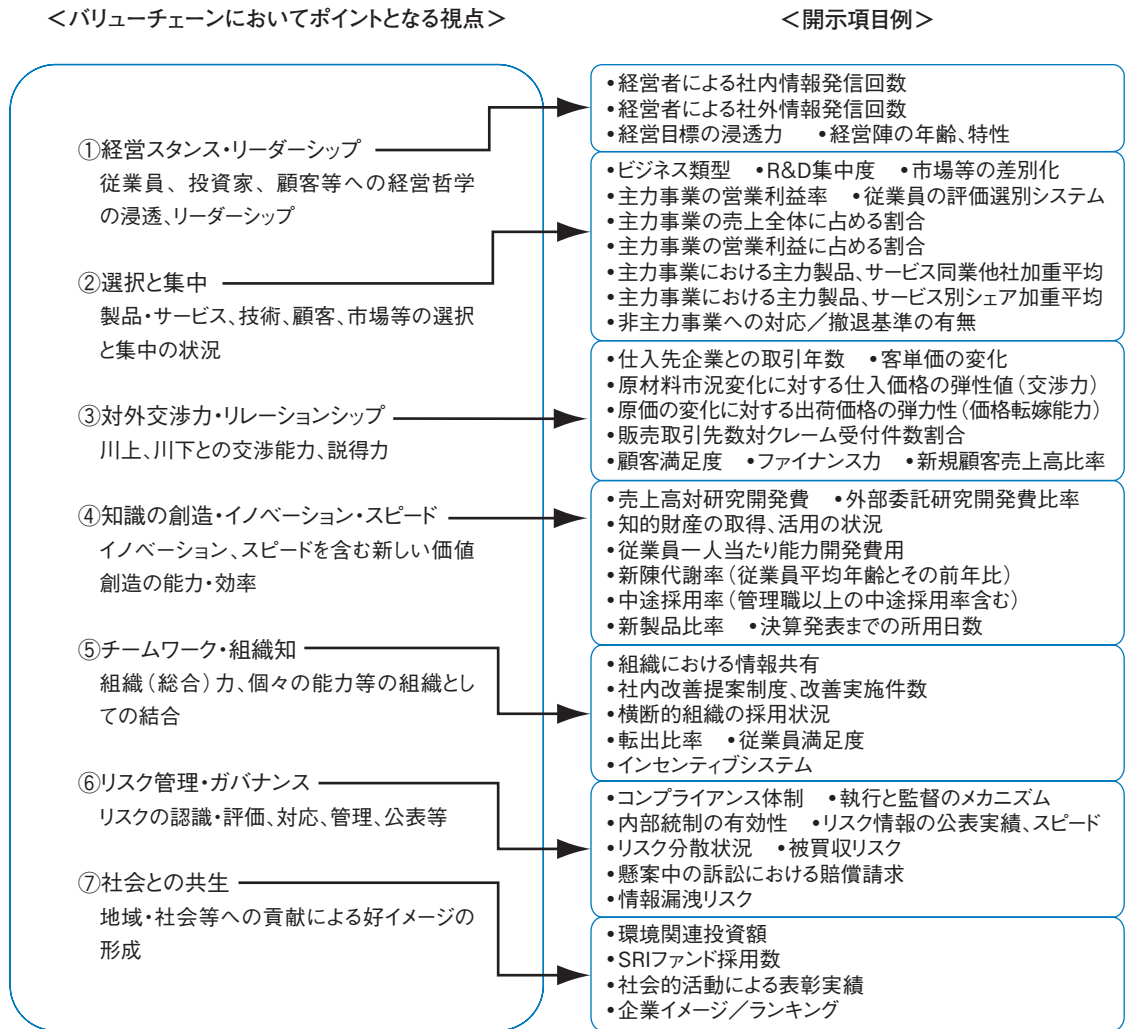 ＜バリューチェーンにおいてポイントとなる視点＞
＜開示項目例＞
①経営スタンス・リーダーシップ
従業員、投資家、顧客等への経営哲学
の浸透、リーダーシップ
②選択と集中
製品・サービス、技術、顧客、市場等の選択
と集中の状況
③対外交渉力・リレーションシップ
川上、川下との交渉能力、説得力
④知識の創造・イノベーション・スピード
イノベーション、スピードを含む新しい価値
創造の能力・効率
⑤チームワーク・組織知
組織（総合）力、個々の能力等の組織とし
ての結合
⑥リスク管理・ガバナンス
リスクの認識・評価、対応、管理、公表等
⑦社会との共生
地域・社会等への貢献による好イメージの
形成
•経営者による社内情報発信回数
•経営者による社外情報発信回数
•経営目標の浸透力　•経営陣の年齢、特性
•ビジネス類型　•R&D集中度　•市場等の差別化
•主力事業の営業利益率　•従業員の評価選別システム
•主力事業の売上全体に占める割合
•主力事業の営業利益に占める割合
•主力事業における主力製品、サービス同業他社加重平均
•主力事業における主力製品、サービス別シェア加重平均
•非主力事業への対応／撤退基準の有無
•仕入先企業との取引年数　•客単価の変化
•原材料市況変化に対する仕入価格の弾性値（交渉力）
•原価の変化に対する出荷価格の弾力性（価格転嫁能力）
•販売取引先数対クレーム受付件数割合
•顧客満足度　•ファイナンス力　•新規顧客売上高比率
•売上高対研究開発費　•外部委託研究開発費比率
•知的財産の取得、活用の状況
•従業員一人当たり能力開発費用
•新陳代謝率（従業員平均年齢とその前年比）
•中途採用率（管理職以上の中途採用率含む）
•新製品比率　•決算発表までの所用日数
•組織における情報共有
•社内改善提案制度、改善実施件数
•横断的組織の採用状況
•転出比率　•従業員満足度
•インセンティブシステム
•コンプライアンス体制　•執行と監督のメカニズム
•内部統制の有効性　•リスク情報の公表実績、スピード
•リスク分散状況　•被買収リスク
•懸案中の訴訟における賠償請求
•情報漏洩リスク
•環境関連投資額
•SRIファンド採用数
•社会的活動による表彰実績
•企業イメージ／ランキング